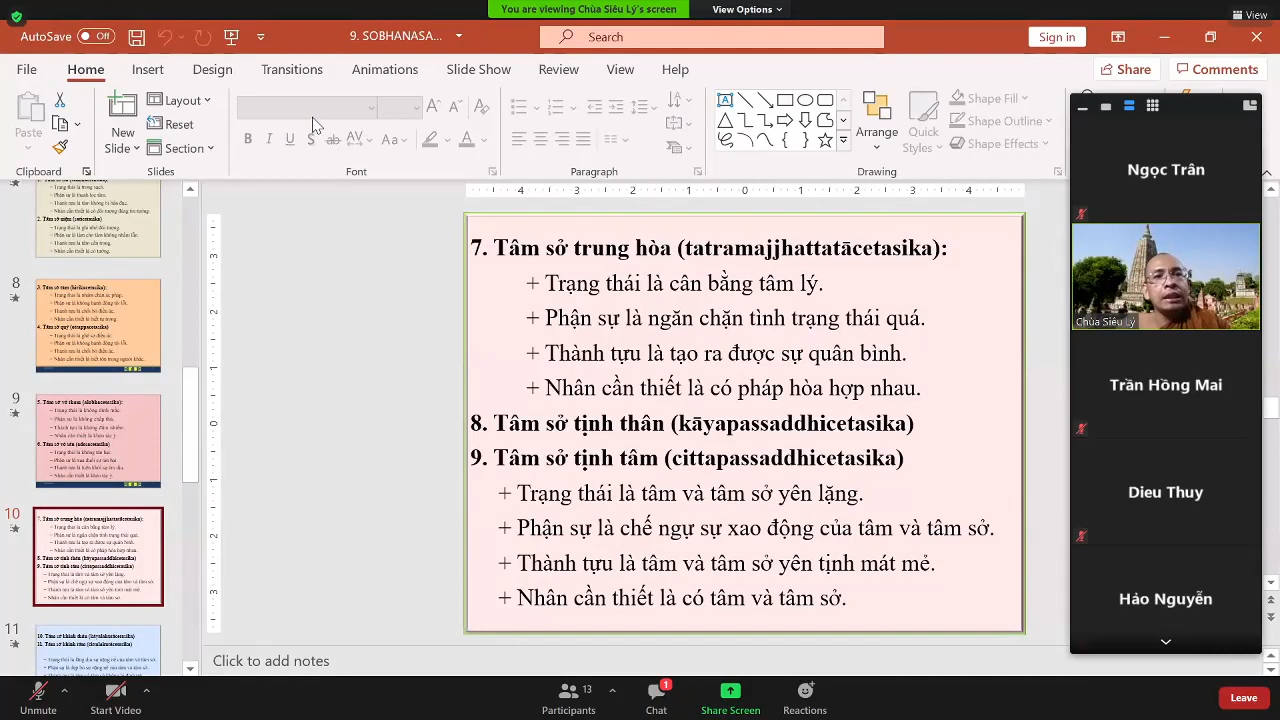 You are viewing Chùa Siêu Lý's screen
View Options
View
AutoSave Off
9. SOBHANASA...
Search
Sign in
File Home Insert Design Transitions Animations Slide Show Review View Help
Share Comments
Paste
New Slide
Layout
Reset
Section
Arrange
Quick Styles
Shape Fill
Shape Outline
Shape Effects
Clipboard Slides Font Paragraph Drawing
8
9
10
11
7. Tâm sở trung hòa (tatramajjhattatācetasika):
+ Trạng thái là cân bằng tâm lý.
+ Phận sự là ngăn chặn tình trạng thái quá.
+ Thành tựu là tạo ra được sự quân bình.
+ Nhân cần thiết là có pháp hòa hợp nhau.
8. Tâm sở tịnh thân (kāyapassaddhicetasika)
9. Tâm sở tịnh tâm (cittapassaddhicetasika)
+ Trạng thái là tâm và tâm sở yên lặng.
+ Phận sự là chế ngự sự xao động của tâm và tâm sở.
+ Thành tựu là tâm và tâm sở yên tịnh mát mẻ.
+ Nhân cần thiết là có tâm và tâm sở.
Click to add notes
Ngọc Trân
Chùa Siêu Lý
Trần Hồng Mai
Dieu Thuy
Hảo Nguyễn
Unmute
Start Video
Participants 13
Chat 1
Share Screen
Reactions
Leave